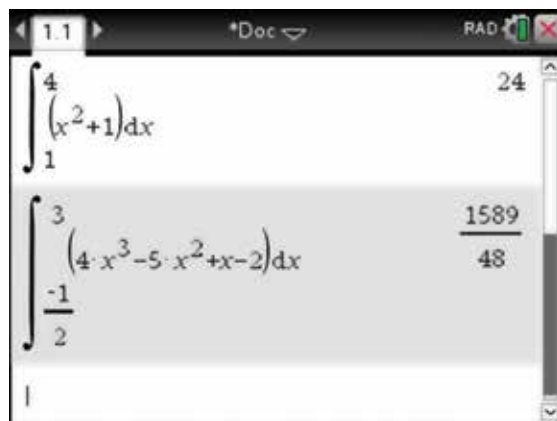 1.1 *Doc RAD
∫₁⁴ (x²+1)dx 24
∫₋₁/₂³ (4·x³−5·x²+x−2)dx 1589/48